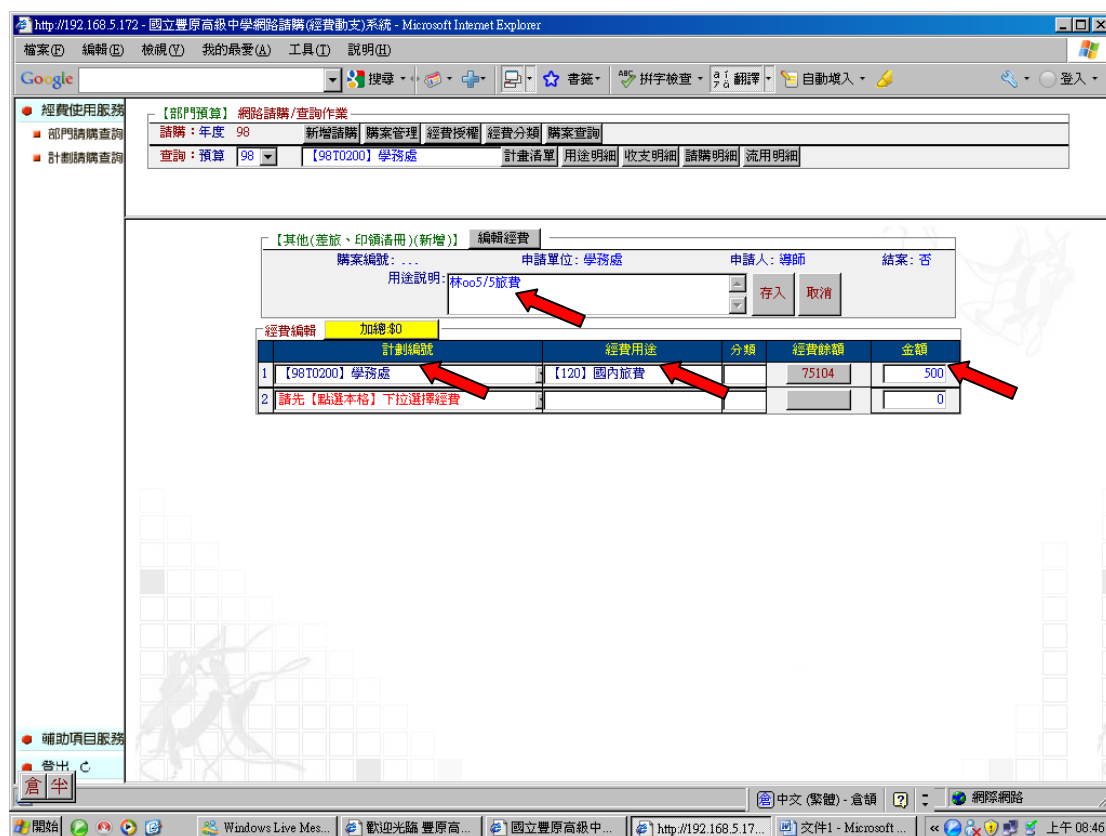 http://192.168.5.172 - 國立豐原高級中學網路請購(經費動支)系統 - Microsoft Internet Explorer
檔案(F) 編輯(E) 檢視(V) 我的最愛(A) 工具(T) 說明(H)
Google 搜尋 書籤 ABC 拼字檢查 翻譯 自動填入 登入
經費使用服務
部門請購查詢
計劃請購查詢
【部門預算】 網路請購/查詢作業
請購：年度 98 新增請購 購案管理 經費授權 經費分類 購案查詢
查詢：預算 98 【98T0200】學務處 計畫清單 用途明細 收支明細 請購明細 流用明細
【其他(差旅、印領清冊)(新增)】 編輯經費
購案編號: ... 申請單位: 學務處 申請人: 導師 結案: 否
用途說明: 林oo5/5旅費 存入 取消
經費編輯 加總:$0
計劃編號 經費用途 分類 經費餘額 金額
1 【98T0200】學務處 【120】國內旅費 75104 500
2 請先【點選本格】下拉選擇經費 0
輔助項目服務
登出
倉 半
倉 中文 (繁體) - 倉頡 網際網路
開始 Windows Live Mes... 歡迎光臨 豐原高... 國立豐原高級中... http://192.168.5.17... 文件1 - Microsoft ... 上午 08:46